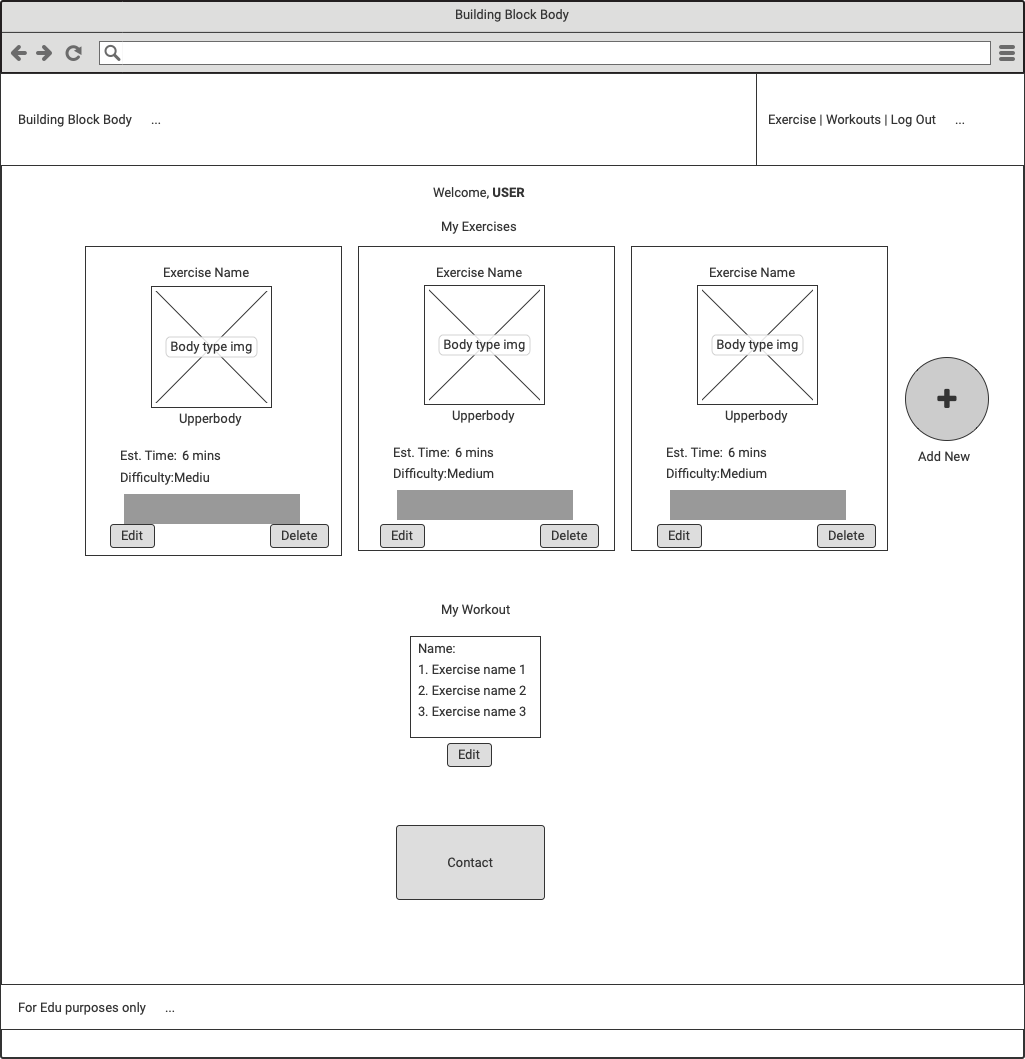 Building Block Body
Building Block Body ...
Exercise | Workouts | Log Out ...
Welcome, USER
My Exercises
Exercise Name
Body type img
Upperbody
Est. Time: 6 mins
Difficulty:Mediu
Edit
Delete
Exercise Name
Body type img
Upperbody
Est. Time: 6 mins
Difficulty:Medium
Edit
Delete
Exercise Name
Body type img
Upperbody
Est. Time: 6 mins
Difficulty:Medium
Edit
Delete
Add New
My Workout
Name:
1. Exercise name 1
2. Exercise name 2
3. Exercise name 3
Edit
Contact
For Edu purposes only ...